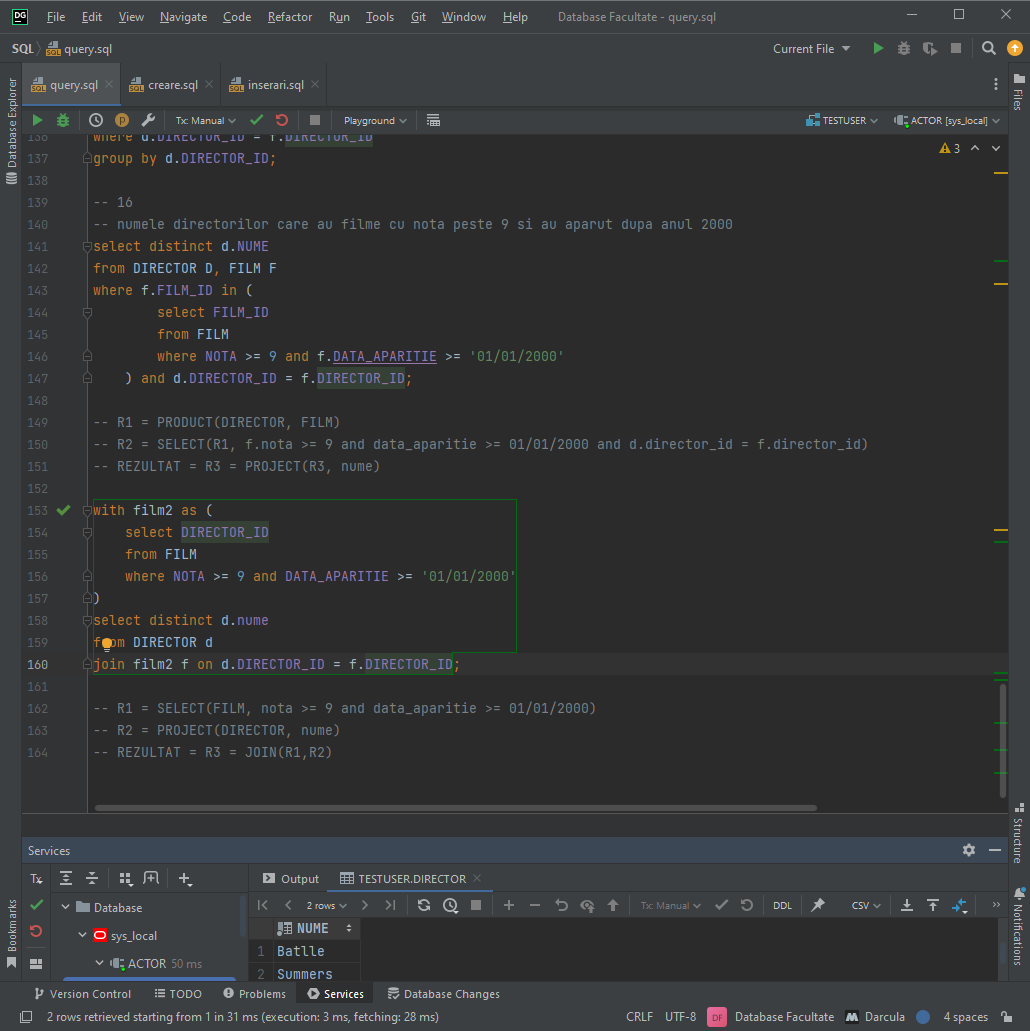 DG File Edit View Navigate Code Refactor Run Tools Git Window Help Database Facultate - query.sql
SQL query.sql Current File
query.sql creare.sql inserari.sql
Tx: Manual Playground TESTUSER ACTOR [sys_local]
Database Explorer
Files
136 where d.DIRECTOR_ID = f.DIRECTOR_ID
3
137 group by d.DIRECTOR_ID;
138
139 -- 16
140 -- numele directorilor care au filme cu nota peste 9 si au aparut dupa anul 2000
141 select distinct d.NUME
142 from DIRECTOR D, FILM F
143 where f.FILM_ID in (
144 select FILM_ID
145 from FILM
146 where NOTA >= 9 and f.DATA_APARITIE >= '01/01/2000'
147 ) and d.DIRECTOR_ID = f.DIRECTOR_ID;
148
149 -- R1 = PRODUCT(DIRECTOR, FILM)
150 -- R2 = SELECT(R1, f.nota >= 9 and data_aparitie >= 01/01/2000 and d.director_id = f.director_id)
151 -- REZULTAT = R3 = PROJECT(R3, nume)
152
153 with film2 as (
154 select DIRECTOR_ID
155 from FILM
156 where NOTA >= 9 and DATA_APARITIE >= '01/01/2000'
157 )
158 select distinct d.nume
159 from DIRECTOR d
160 join film2 f on d.DIRECTOR_ID = f.DIRECTOR_ID;
161
162 -- R1 = SELECT(FILM, nota >= 9 and data_aparitie >= 01/01/2000)
163 -- R2 = PROJECT(DIRECTOR, nume)
164 -- REZULTAT = R3 = JOIN(R1,R2)
Structure
Services
Tx Output TESTUSER.DIRECTOR
Database 2 rows Tx: Manual DDL CSV
sys_local NUME
ACTOR 50 ms 1 Batlle
2 Summers
Bookmarks
Notifications
Version Control TODO Problems Services Database Changes
2 rows retrieved starting from 1 in 31 ms (execution: 3 ms, fetching: 28 ms) CRLF UTF-8 DF Database Facultate Darcula 4 spaces